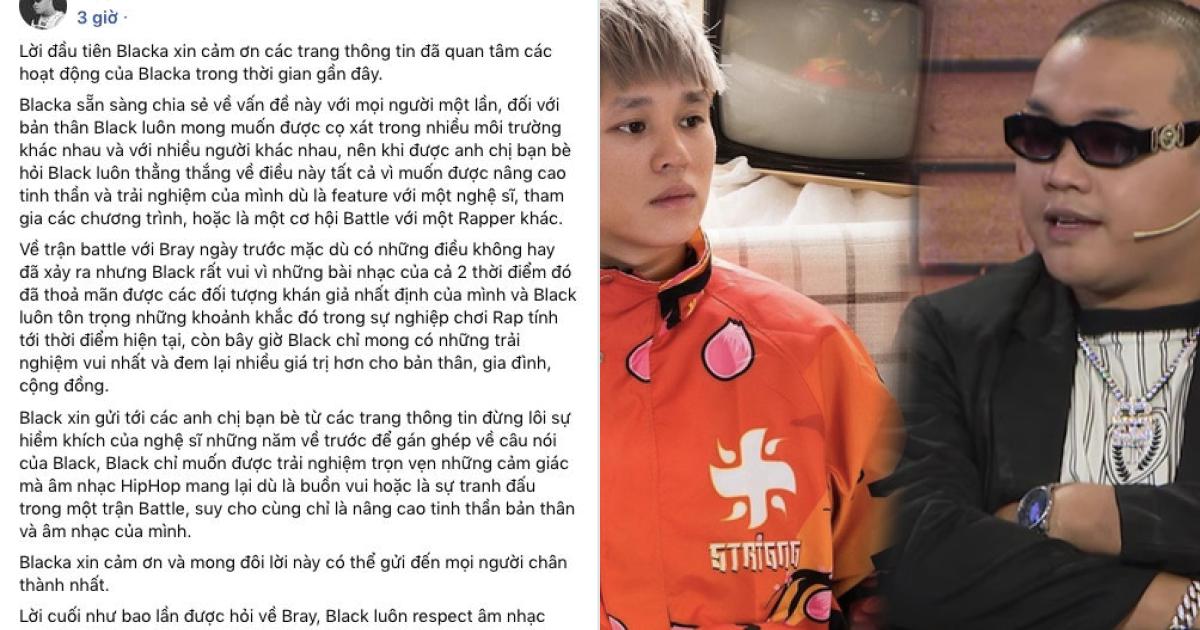 3 giờ ·
Lời đầu tiên Blacka xin cảm ơn các trang thông tin đã quan tâm các
hoạt động của Blacka trong thời gian gần đây.
Blacka sẵn sàng chia sẻ về vấn đề này với mọi người một lần, đối với
bản thân Black luôn mong muốn được cọ xát trong nhiều môi trường
khác nhau và với nhiều người khác nhau, nên khi được anh chị bạn bè
hỏi Black luôn thẳng thắng về điều này tất cả vì muốn được nâng cao
tinh thần và trải nghiệm của mình dù là feature với một nghệ sĩ, tham
gia các chương trình, hoặc là một cơ hội Battle với một Rapper khác.
Về trận battle với Bray ngày trước mặc dù có những điều không hay
đã xảy ra nhưng Black rất vui vì những bài nhạc của cả 2 thời điểm đó
đã thoả mãn được các đối tượng khán giả nhất định của mình và Black
luôn tôn trọng những khoảnh khắc đó trong sự nghiệp chơi Rap tính
tới thời điểm hiện tại, còn bây giờ Black chỉ mong có những trải
nghiệm vui nhất và đem lại nhiều giá trị hơn cho bản thân, gia đình,
cộng đồng.
Black xin gửi tới các anh chị bạn bè từ các trang thông tin đừng lôi sự
hiềm khích của nghệ sĩ những năm về trước để gán ghép về câu nói
của Black, Black chỉ muốn được trải nghiệm trọn vẹn những cảm giác
mà âm nhạc HipHop mang lại dù là buồn vui hoặc là sự tranh đấu
trong một trận Battle, suy cho cùng chỉ là nâng cao tinh thần bản thân
và âm nhạc của mình.
Blacka xin cảm ơn và mong đôi lời này có thể gửi đến mọi người chân
thành nhất.
Lời cuối như bao lần được hỏi về Bray, Black luôn respect âm nhạc